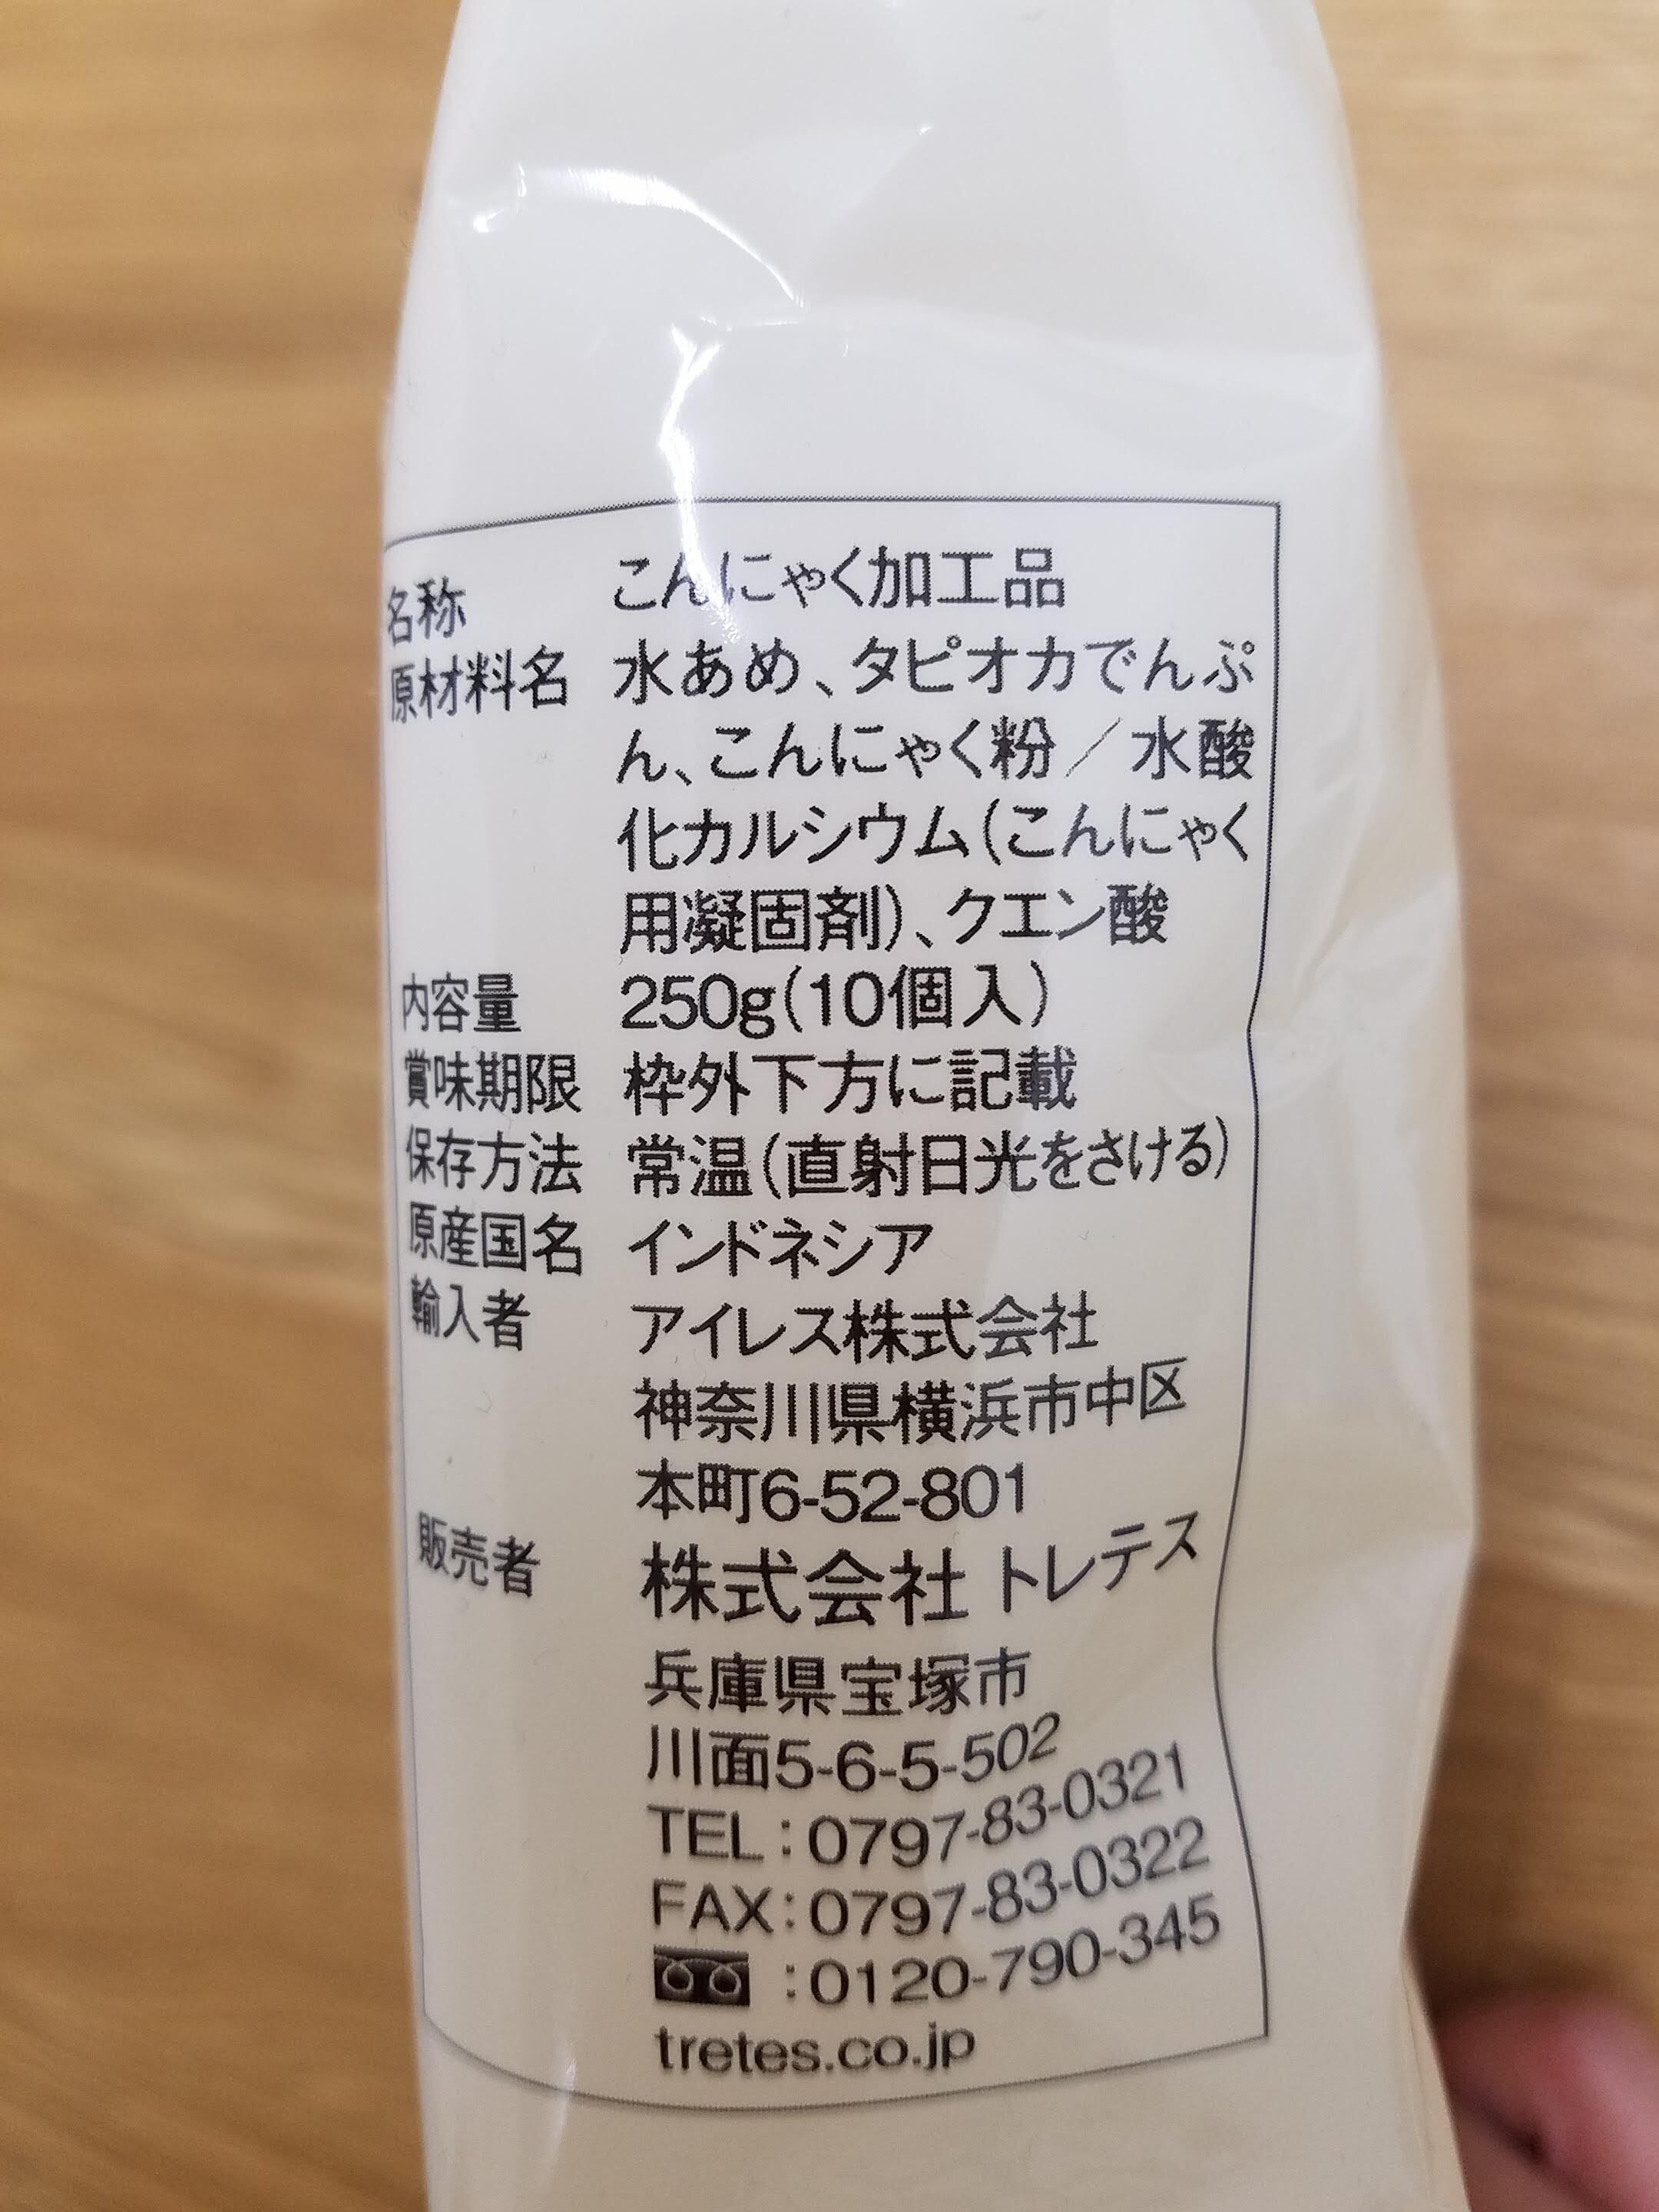 名称 こんにゃく加工品
原材料名 水あめ、タピオカでんぷ
ん、こんにゃく粉／水酸
化カルシウム(こんにゃく
用凝固剤)、クエン酸
内容量 250g(10個入)
賞味期限 枠外下方に記載
保存方法 常温(直射日光をさける)
原産国名 インドネシア
輸入者 アイレス株式会社
神奈川県横浜市中区
本町6-52-801
販売者 株式会社 トレテス
兵庫県宝塚市
川面5-6-5-502
TEL:0797-83-0321
FAX:0797-83-0322
:0120-790-345
tretes.co.jp